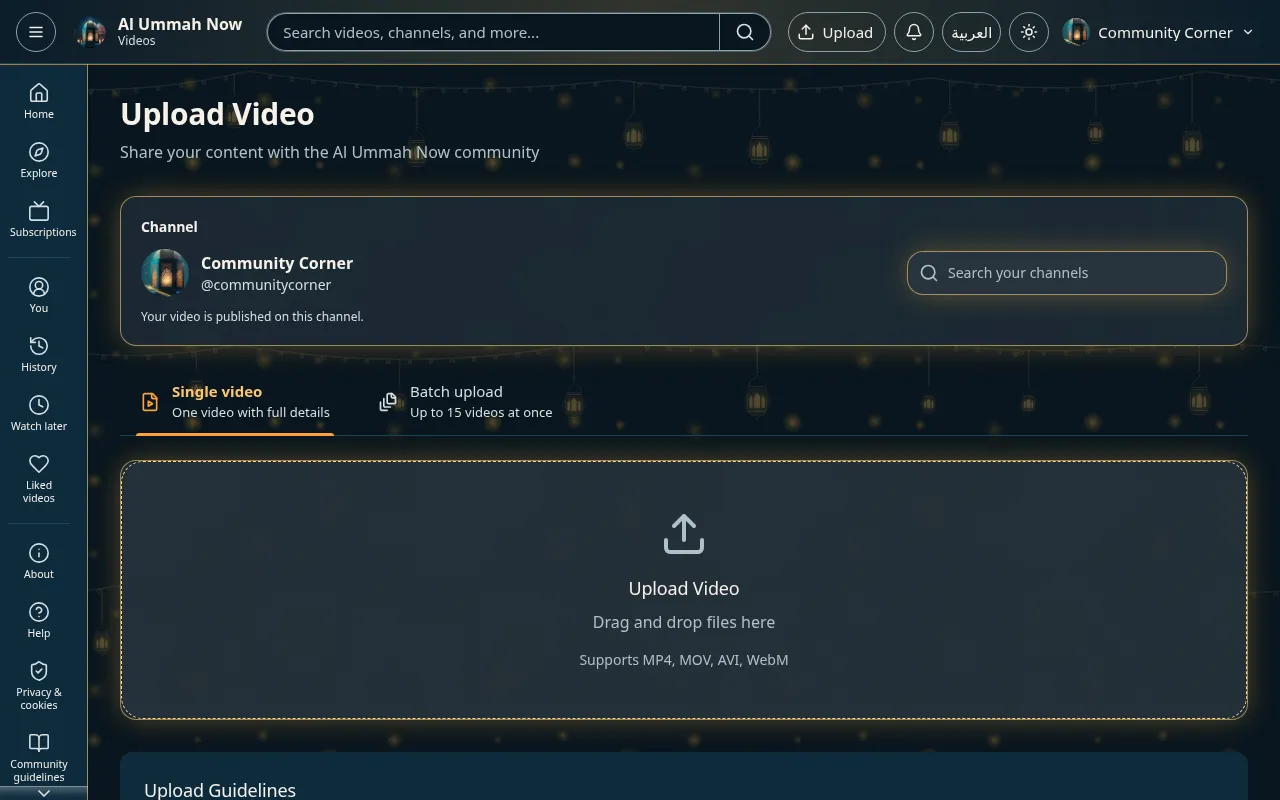 Al Ummah Now
Videos
Search videos, channels, and more...
Upload
العربية
Community Corner
Home
Explore
Subscriptions
You
History
Watch later
Liked
videos
About
Help
Privacy &
cookies
Community
guidelines
Upload Video
Share your content with the Al Ummah Now community
Channel
Community Corner
@communitycorner
Your video is published on this channel.
Search your channels
Single video
One video with full details
Batch upload
Up to 15 videos at once
Upload Video
Drag and drop files here
Supports MP4, MOV, AVI, WebM
Upload Guidelines